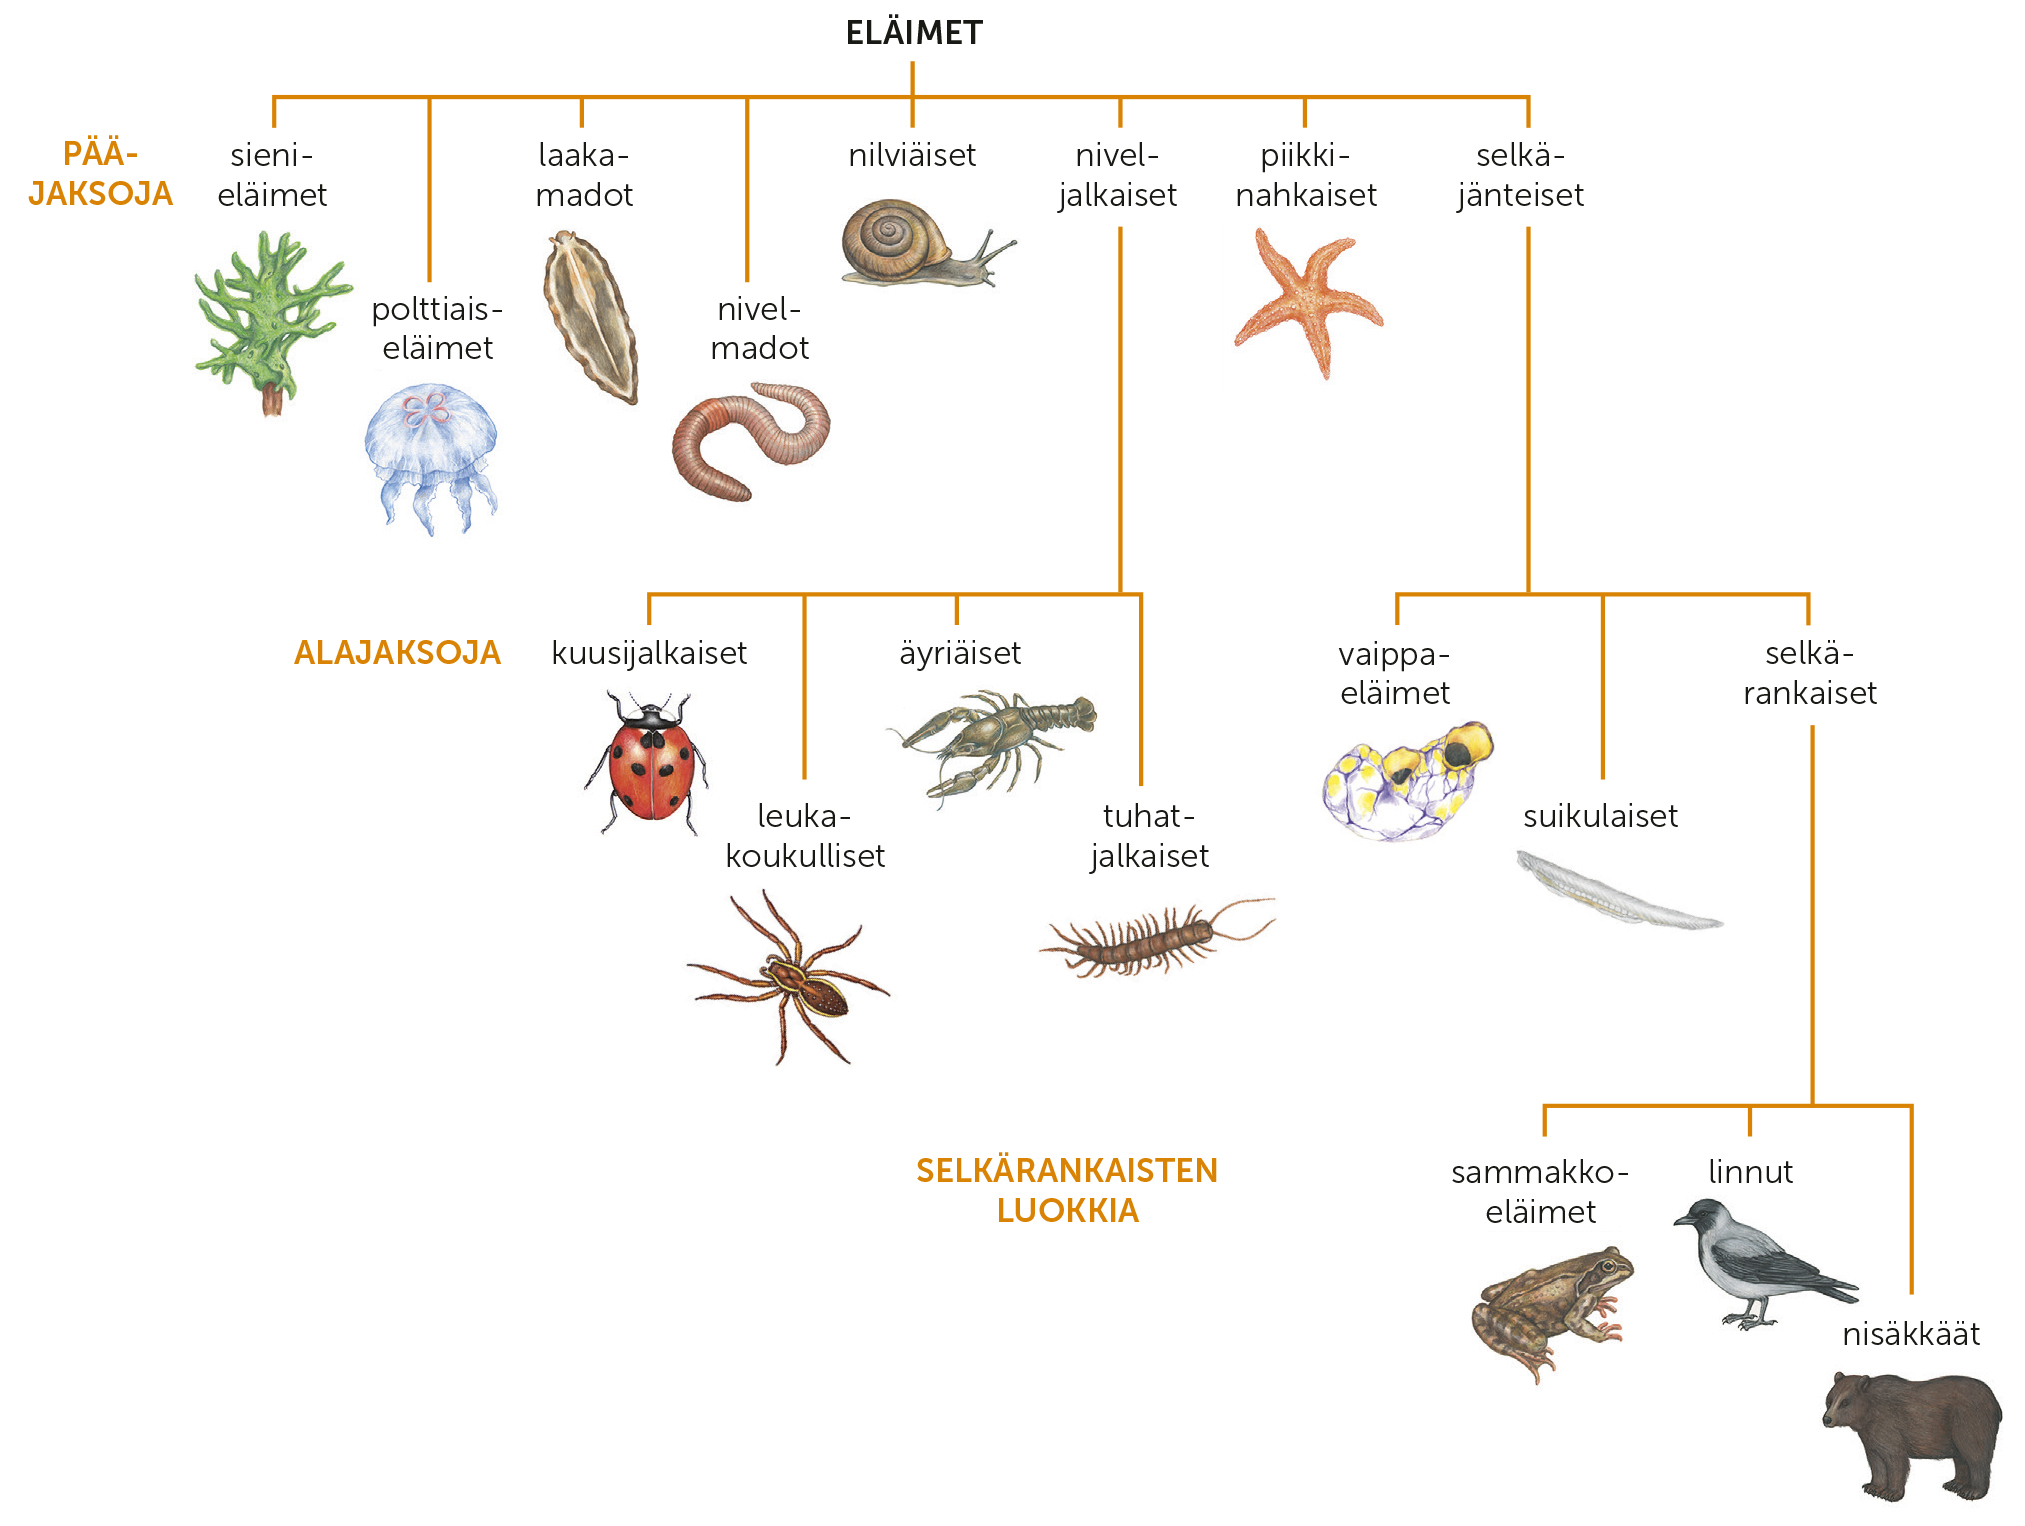 ELÄIMET
PÄÄ-
JAKSOJA
sieni-
eläimet
polttiais-
eläimet
laaka-
madot
nivel-
madot
nilviäiset
nivel-
jalkaiset
piikki-
nahkaiset
selkä-
jänteiset
ALAJAKSOJA
kuusijalkaiset
leuka-
koukulliset
äyriäiset
tuhat-
jalkaiset
vaippa-
eläimet
suikulaiset
selkä-
rankaiset
SELKÄRANKAISTEN
LUOKKIA
sammakko-
eläimet
linnut
nisäkkäät